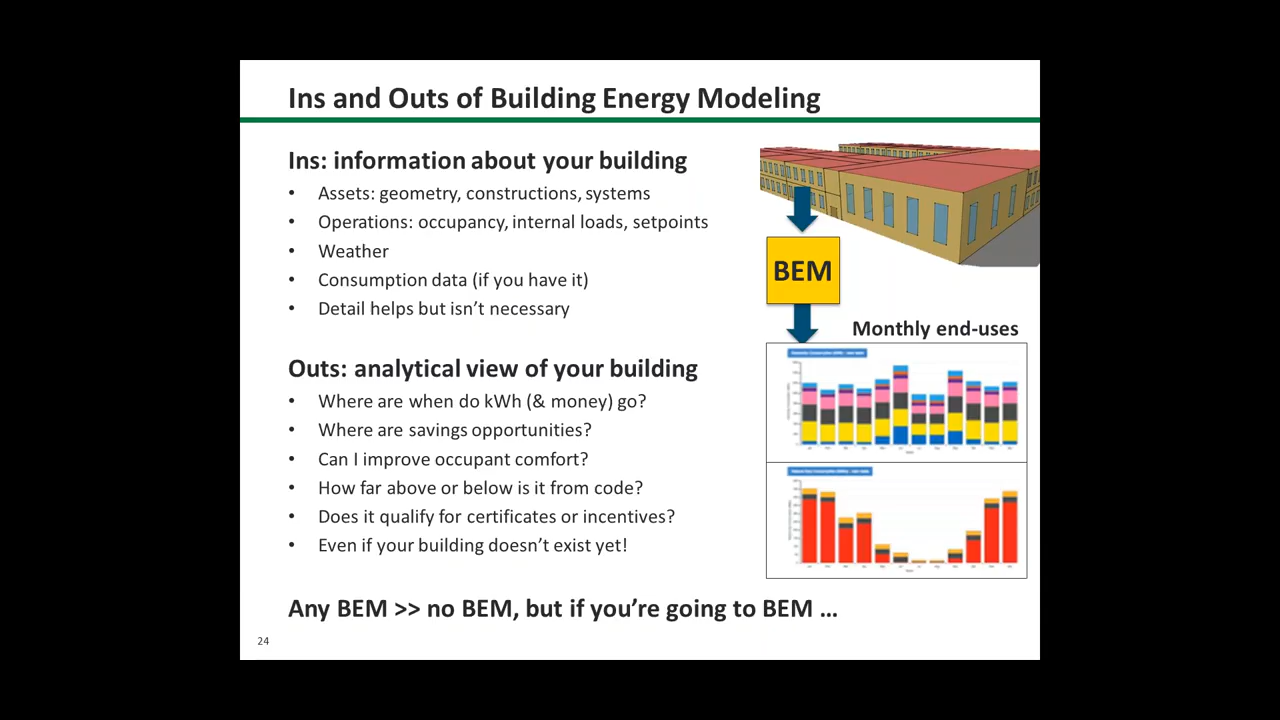 Ins and Outs of Building Energy Modeling
Ins: information about your building
• Assets: geometry, constructions, systems
• Operations: occupancy, internal loads, setpoints
• Weather
• Consumption data (if you have it)
• Detail helps but isn’t necessary
BEM
Monthly end-uses
Outs: analytical view of your building
• Where are when do kWh (& money) go?
• Where are savings opportunities?
• Can I improve occupant comfort?
• How far above or below is it from code?
• Does it qualify for certificates or incentives?
• Even if your building doesn’t exist yet!
Any BEM >> no BEM, but if you’re going to BEM …
24